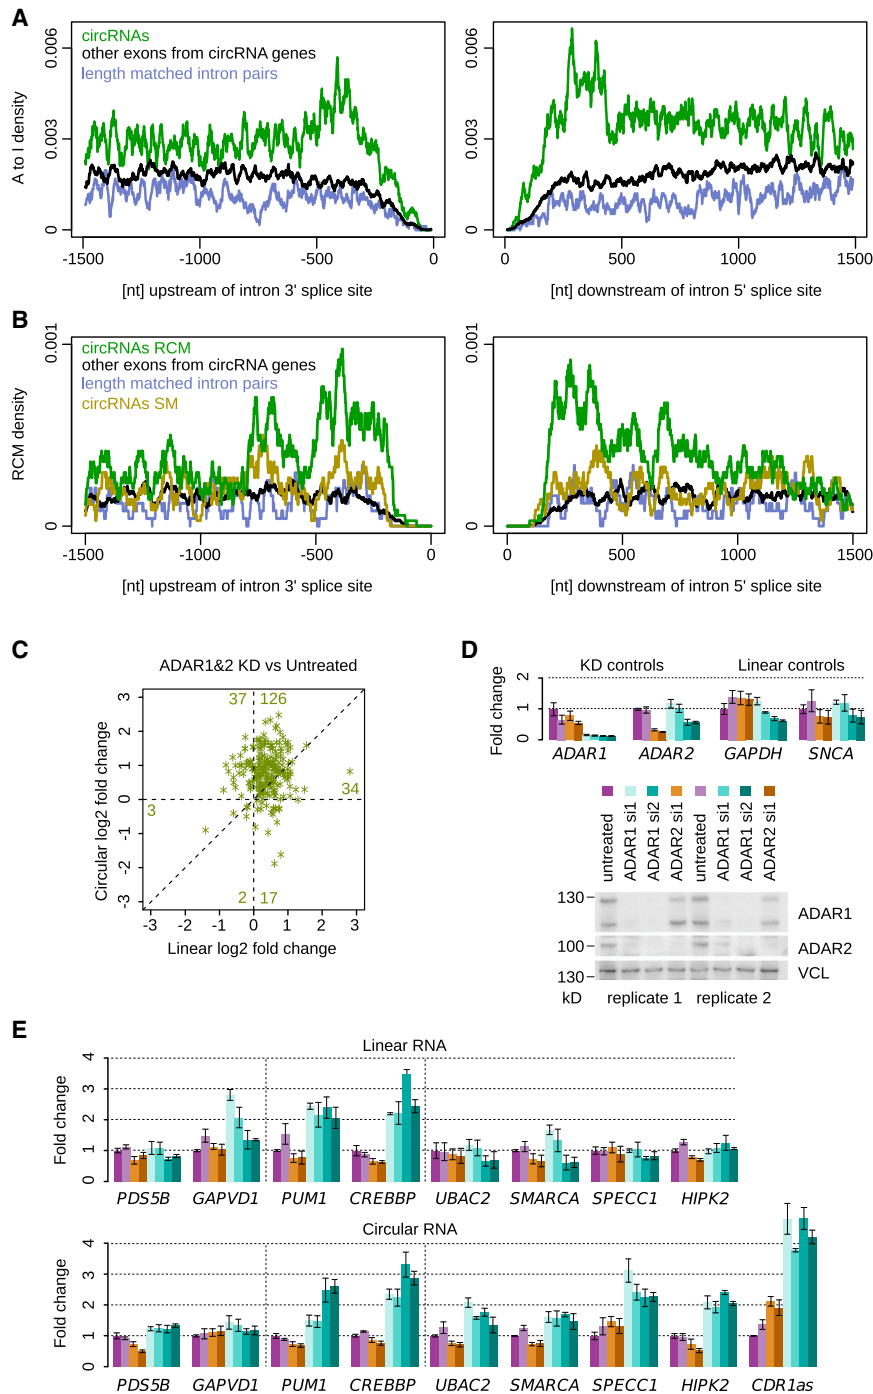 A
circRNAs
other exons from circRNA genes
length matched intron pairs
A to I density
0.006
0.003
0
-1500
-1000
-500
0
[nt] upstream of intron 3' splice site
0.006
0.003
0
0
500
1000
1500
[nt] downstream of intron 5' splice site
B
circRNAs RCM
other exons from circRNA genes
length matched intron pairs
circRNAs SM
RCM density
0.001
0
-1500
-1000
-500
0
[nt] upstream of intron 3' splice site
0.001
0
0
500
1000
1500
[nt] downstream of intron 5' splice site
C
ADAR1&2 KD vs Untreated
Circular log2 fold change
3
2
1
0
-1
-2
-3
37
126
34
3
2
17
-3
-2
-1
0
1
2
3
Linear log2 fold change
D
KD controls
Linear controls
Fold change
2
1
0
ADAR1
ADAR2
GAPDH
SNCA
untreated
ADAR1 si1
ADAR1 si2
ADAR2 si1
untreated
ADAR1 si1
ADAR1 si2
ADAR2 si1
130
ADAR1
100
ADAR2
130
VCL
kD
replicate 1
replicate 2
E
Linear RNA
Fold change
4
3
2
1
0
PDS5B
GAPVD1
PUM1
CREBBP
UBAC2
SMARCA
SPECC1
HIPK2
Circular RNA
Fold change
4
3
2
1
0
PDS5B
GAPVD1
PUM1
CREBBP
UBAC2
SMARCA
SPECC1
HIPK2
CDR1as